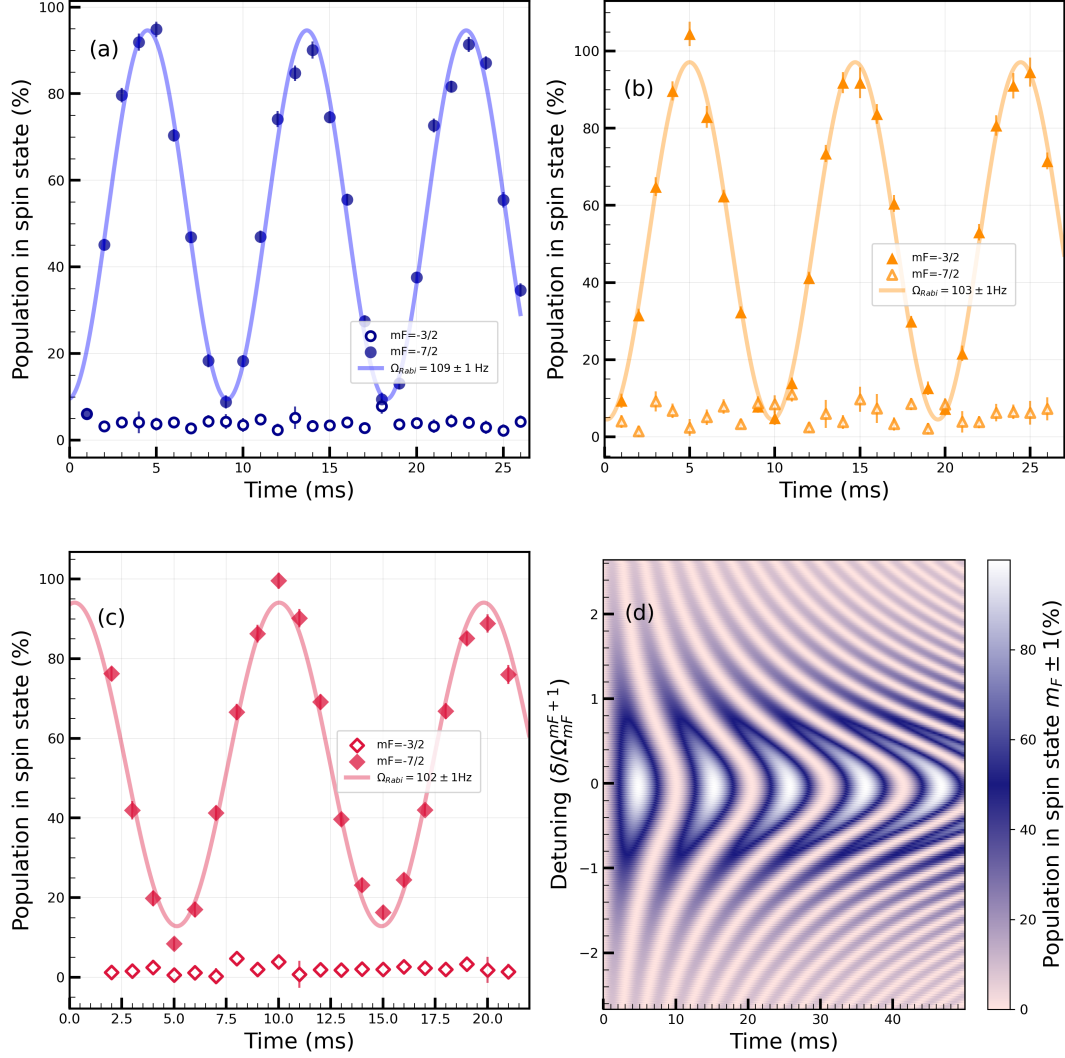 (a)
Population in spin state (%)
100
80
60
40
20
0
mF=-3/2
mF=-7/2
Ω_Rabi = 109 ± 1 Hz
0 5 10 15 20 25
Time (ms)
(b)
Population in spin state (%)
100
80
60
40
20
0
mF=-3/2
mF=-7/2
Ω_Rabi = 103 ± 1Hz
0 5 10 15 20 25
Time (ms)
(c)
Population in spin state (%)
100
80
60
40
20
0
mF=-3/2
mF=-7/2
Ω_Rabi = 102 ± 1Hz
0.0 2.5 5.0 7.5 10.0 12.5 15.0 17.5 20.0
Time (ms)
(d)
Detuning (δ/Ω_mF^mF+1)
2
1
0
−1
−2
0 10 20 30 40
Time (ms)
80
60
40
20
0
Population in spin state m_F ± 1(%)